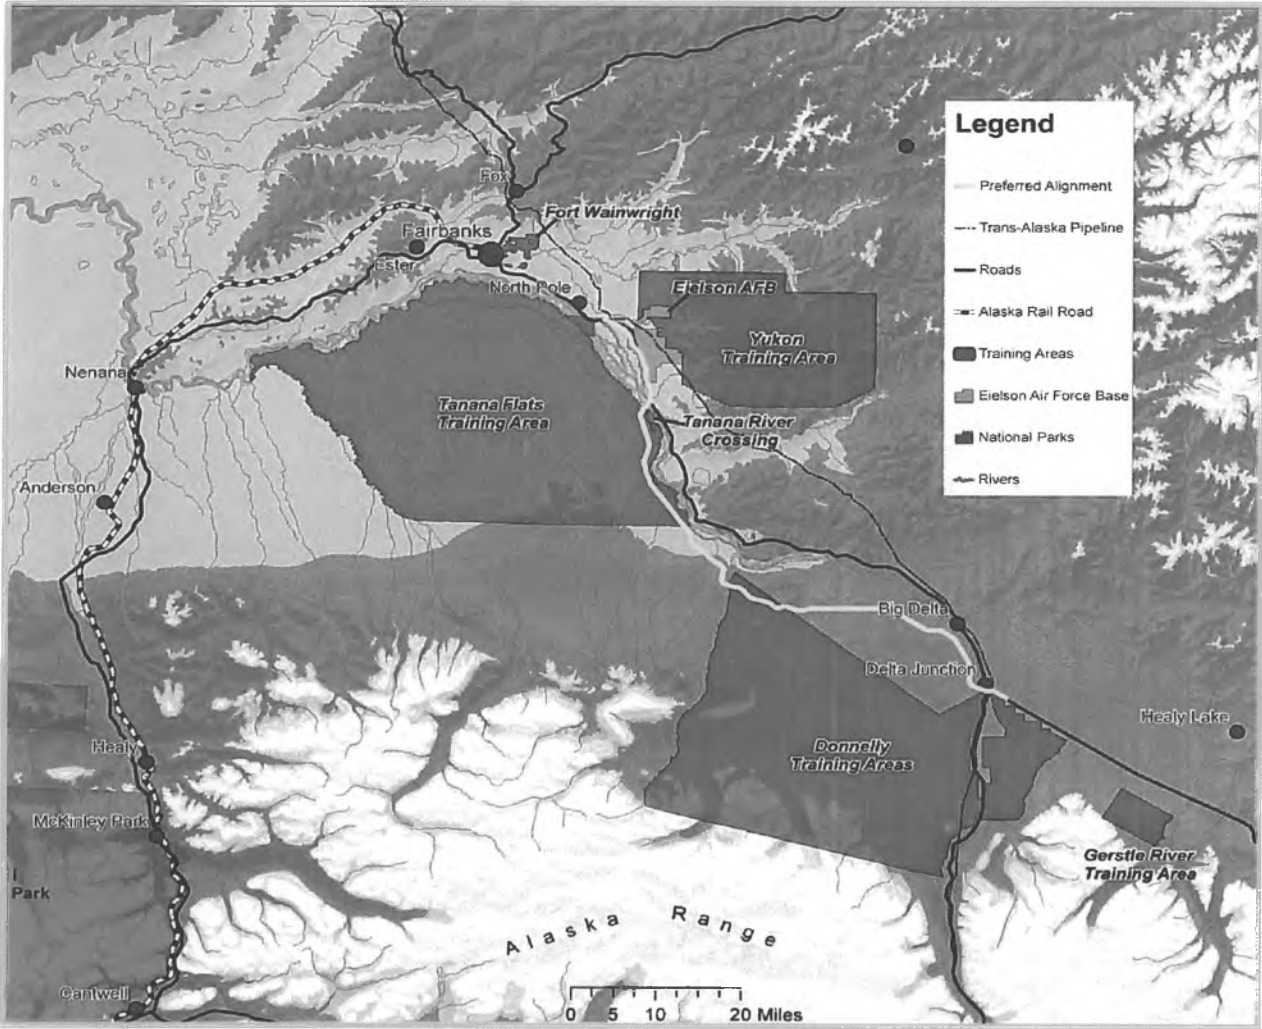 Legend
Preferred Alignment
Trans-Alaska Pipeline
Roads
Alaska Rail Road
Training Areas
Eielson Air Force Base
National Parks
Rivers
Fox
Fort Wainwright
Fairbanks
Ester
North Pole
Eielson AFB
Yukon
Training Area
Nenana
Tanana Flats
Training Area
Tanana River
Crossing
Anderson
Big Delta
Delta Junction
Healy Lake
Healy
Donnelly
Training Areas
McKinley Park
Gerstle River
Training Area
i
Park
Alaska Range
Cantwell
0 5 10 20 Miles